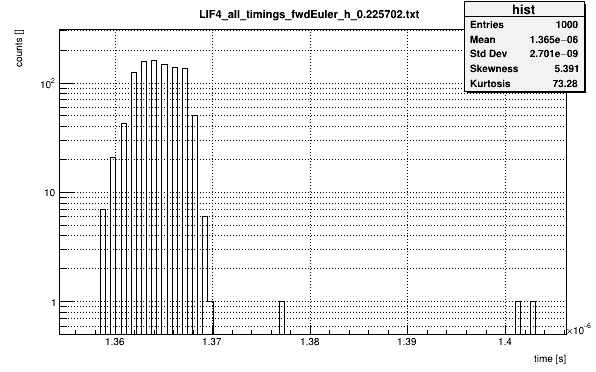 LIF4_all_timings_fwdEuler_h_0.225702.txt
hist
Entries 1000
Mean 1.365e−06
Std Dev 2.701e−09
Skewness 5.391
Kurtosis 73.28
counts []
10²
10
1
1.36 1.37 1.38 1.39 1.4
×10⁻⁶
time [s]